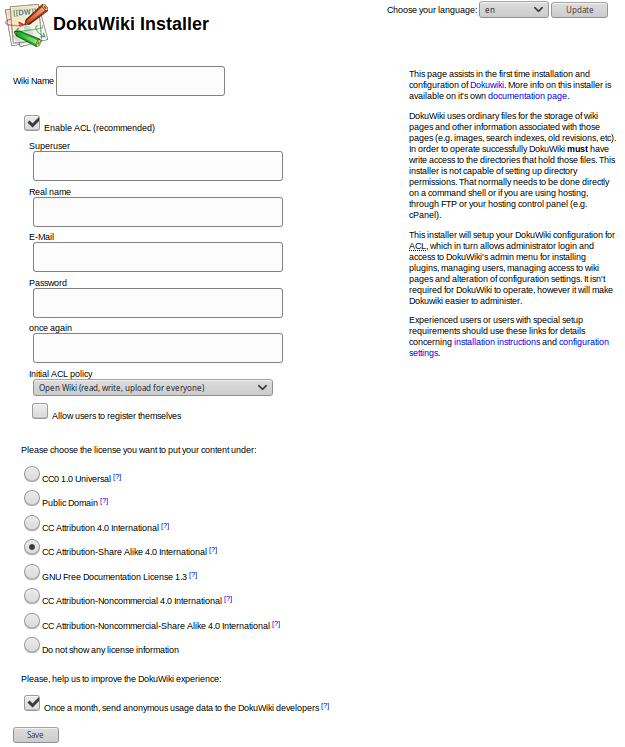 DokuWiki Installer
Choose your language: en Update
Wiki Name
Enable ACL (recommended)
Superuser
Real name
E-Mail
Password
once again
Initial ACL policy
Open Wiki (read, write, upload for everyone)
Allow users to register themselves
Please choose the license you want to put your content under:
CC0 1.0 Universal [?]
Public Domain [?]
CC Attribution 4.0 International [?]
CC Attribution-Share Alike 4.0 International [?]
GNU Free Documentation License 1.3 [?]
CC Attribution-Noncommercial 4.0 International [?]
CC Attribution-Noncommercial-Share Alike 4.0 International [?]
Do not show any license information
Please, help us to improve the DokuWiki experience:
Once a month, send anonymous usage data to the DokuWiki developers [?]
Save
This page assists in the first time installation and
configuration of Dokuwiki. More info on this installer is
available on it's own documentation page.
DokuWiki uses ordinary files for the storage of wiki
pages and other information associated with those
pages (e.g. images, search indexes, old revisions, etc).
In order to operate successfully DokuWiki must have
write access to the directories that hold those files. This
installer is not capable of setting up directory
permissions. That normally needs to be done directly
on a command shell or if you are using hosting,
through FTP or your hosting control panel (e.g.
cPanel).
This installer will setup your DokuWiki configuration for
ACL, which in turn allows administrator login and
access to DokuWiki's admin menu for installing
plugins, managing users, managing access to wiki
pages and alteration of configuration settings. It isn't
required for DokuWiki to operate, however it will make
Dokuwiki easier to administer.
Experienced users or users with special setup
requirements should use these links for details
concerning installation instructions and configuration
settings.